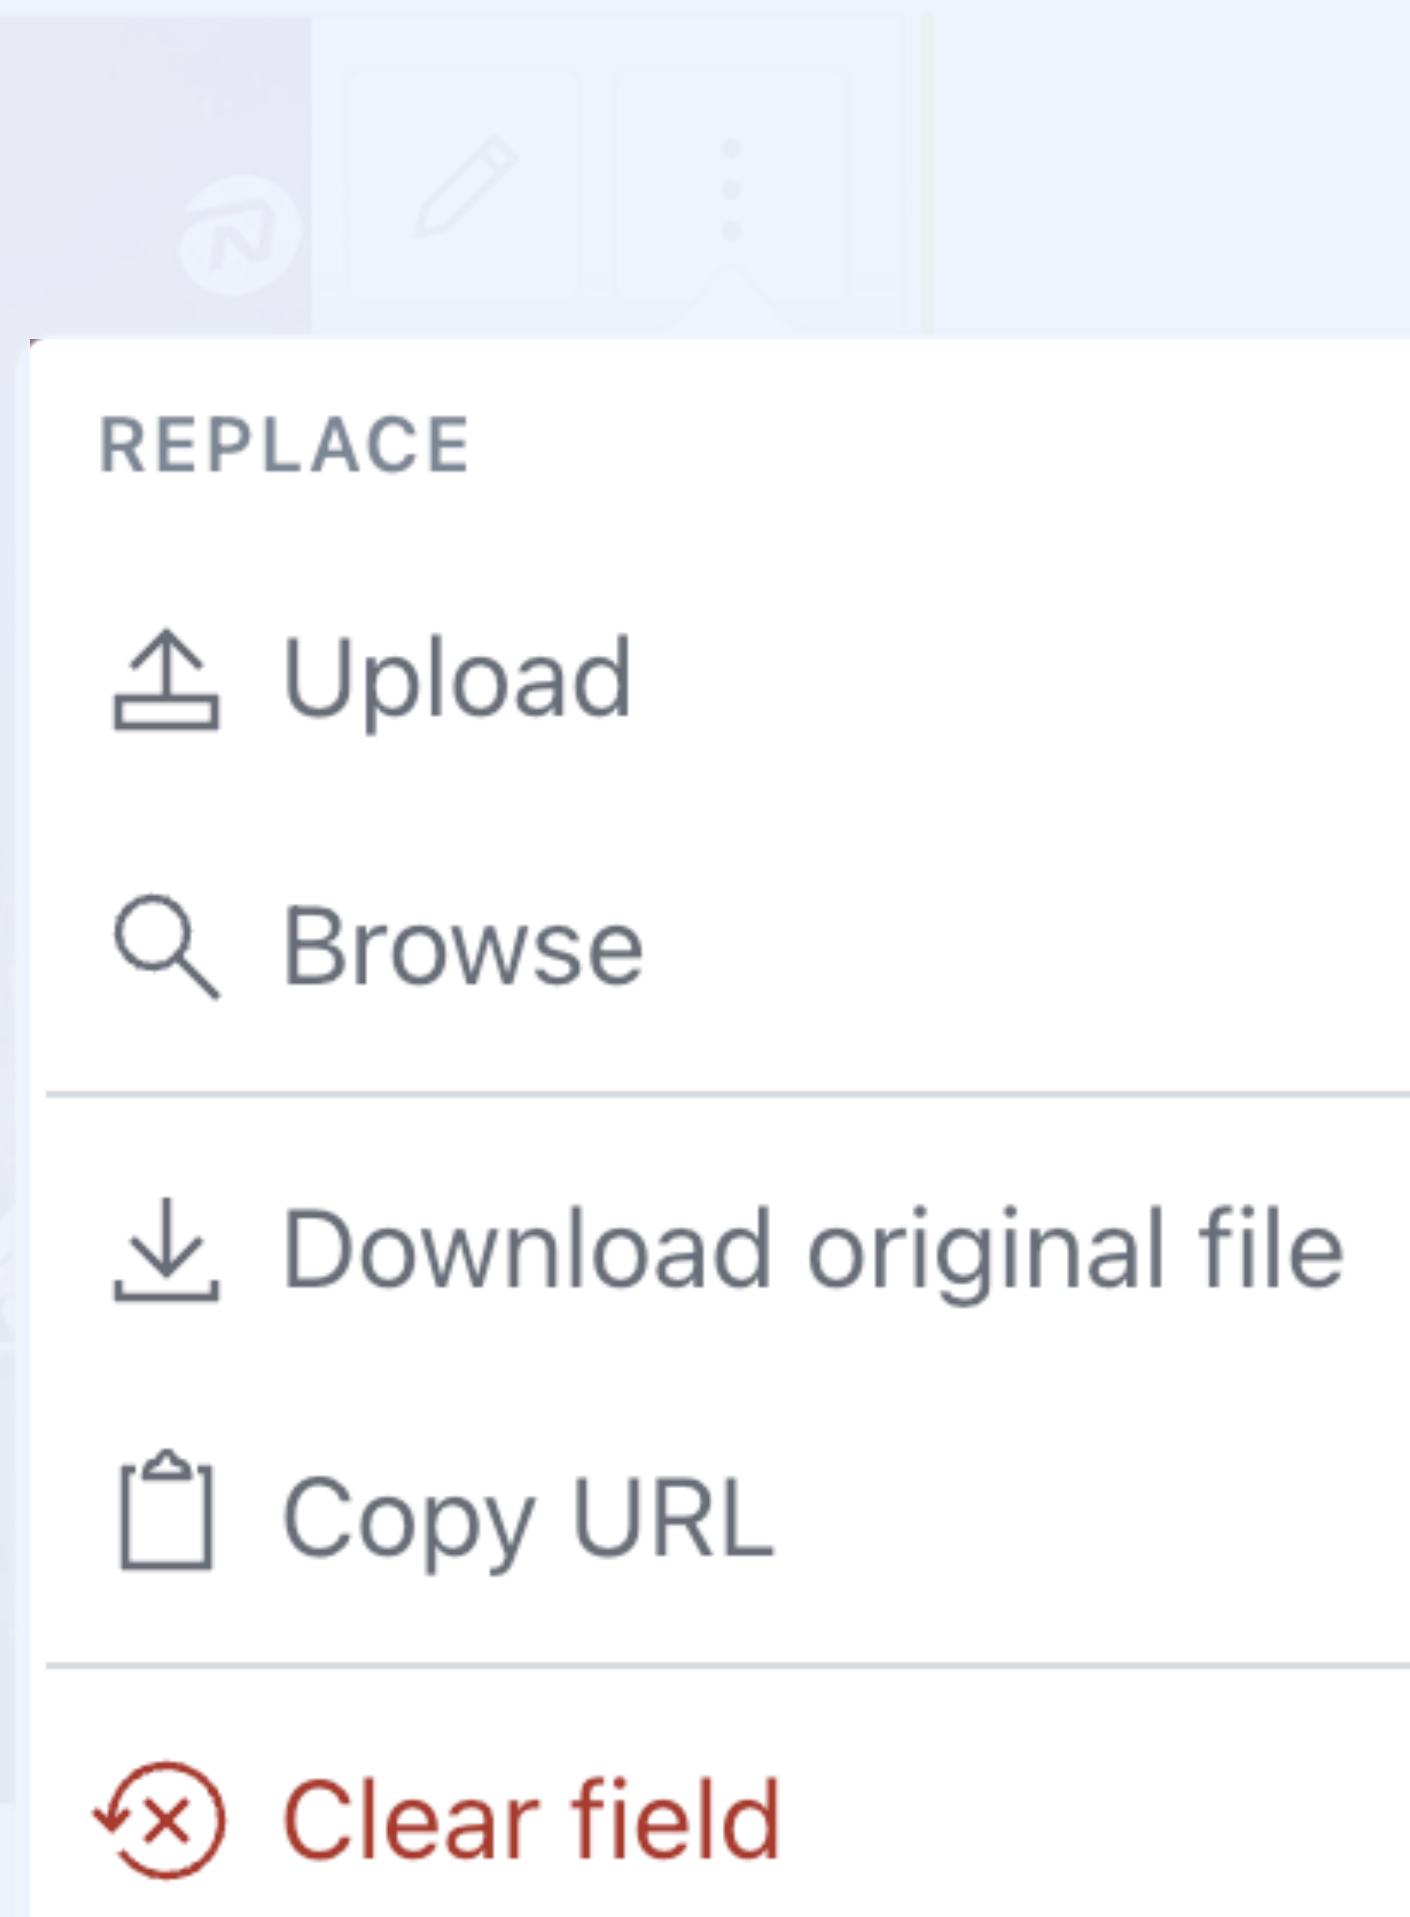 REPLACE
Upload
Browse
Download original file
Copy URL
Clear field